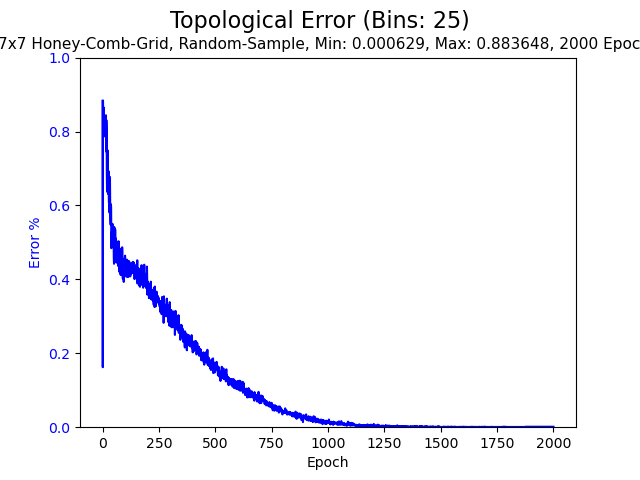 Topological Error (Bins: 25)
7x7 Honey-Comb-Grid, Random-Sample, Min: 0.000629, Max: 0.883648, 2000 Epoc
1.0
0.8
0.6
0.4
0.2
0.0
Error %
0 250 500 750 1000 1250 1500 1750 2000
Epoch